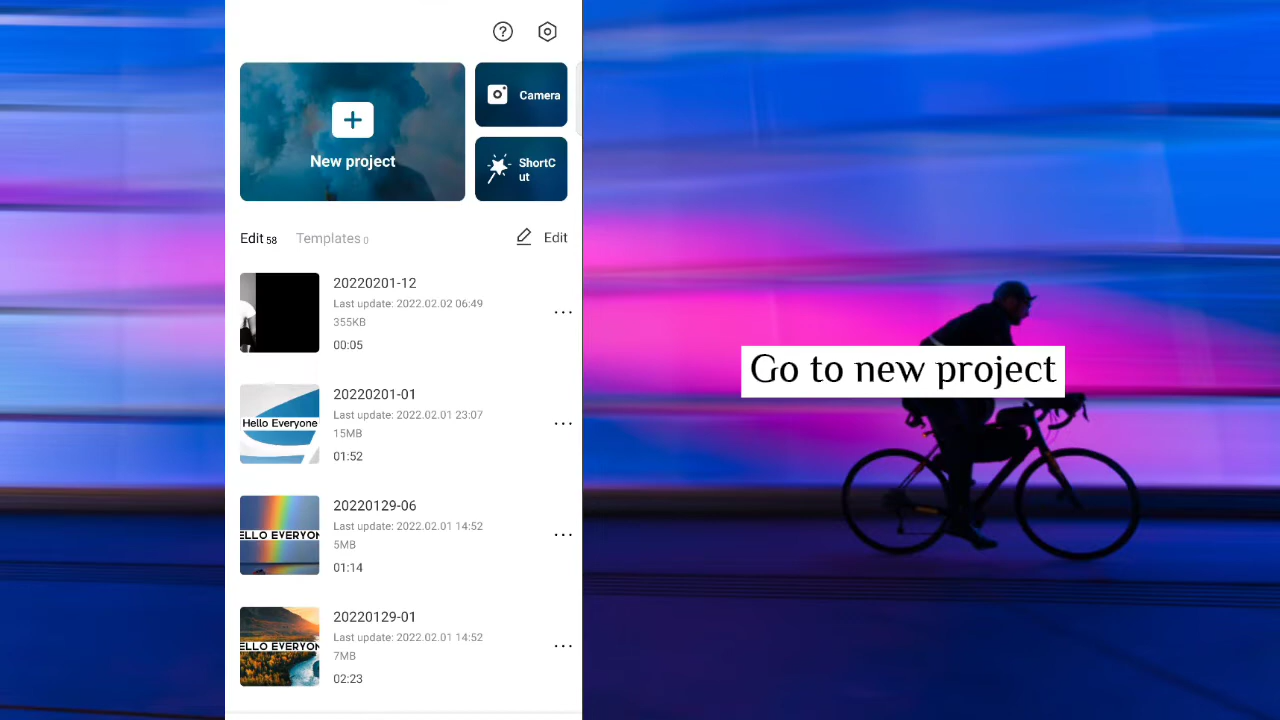 Camera
New project
ShortC
ut
Edit 58
Templates 0
Edit
20220201-12
Last update: 2022.02.02 06:49
355KB
00:05
20220201-01
Last update: 2022.02.01 23:07
15MB
01:52
Hello Everyone
20220129-06
Last update: 2022.02.01 14:52
5MB
01:14
ELLO EVERYON
20220129-01
Last update: 2022.02.01 14:52
7MB
02:23
ELLO EVERYON
Go to new project